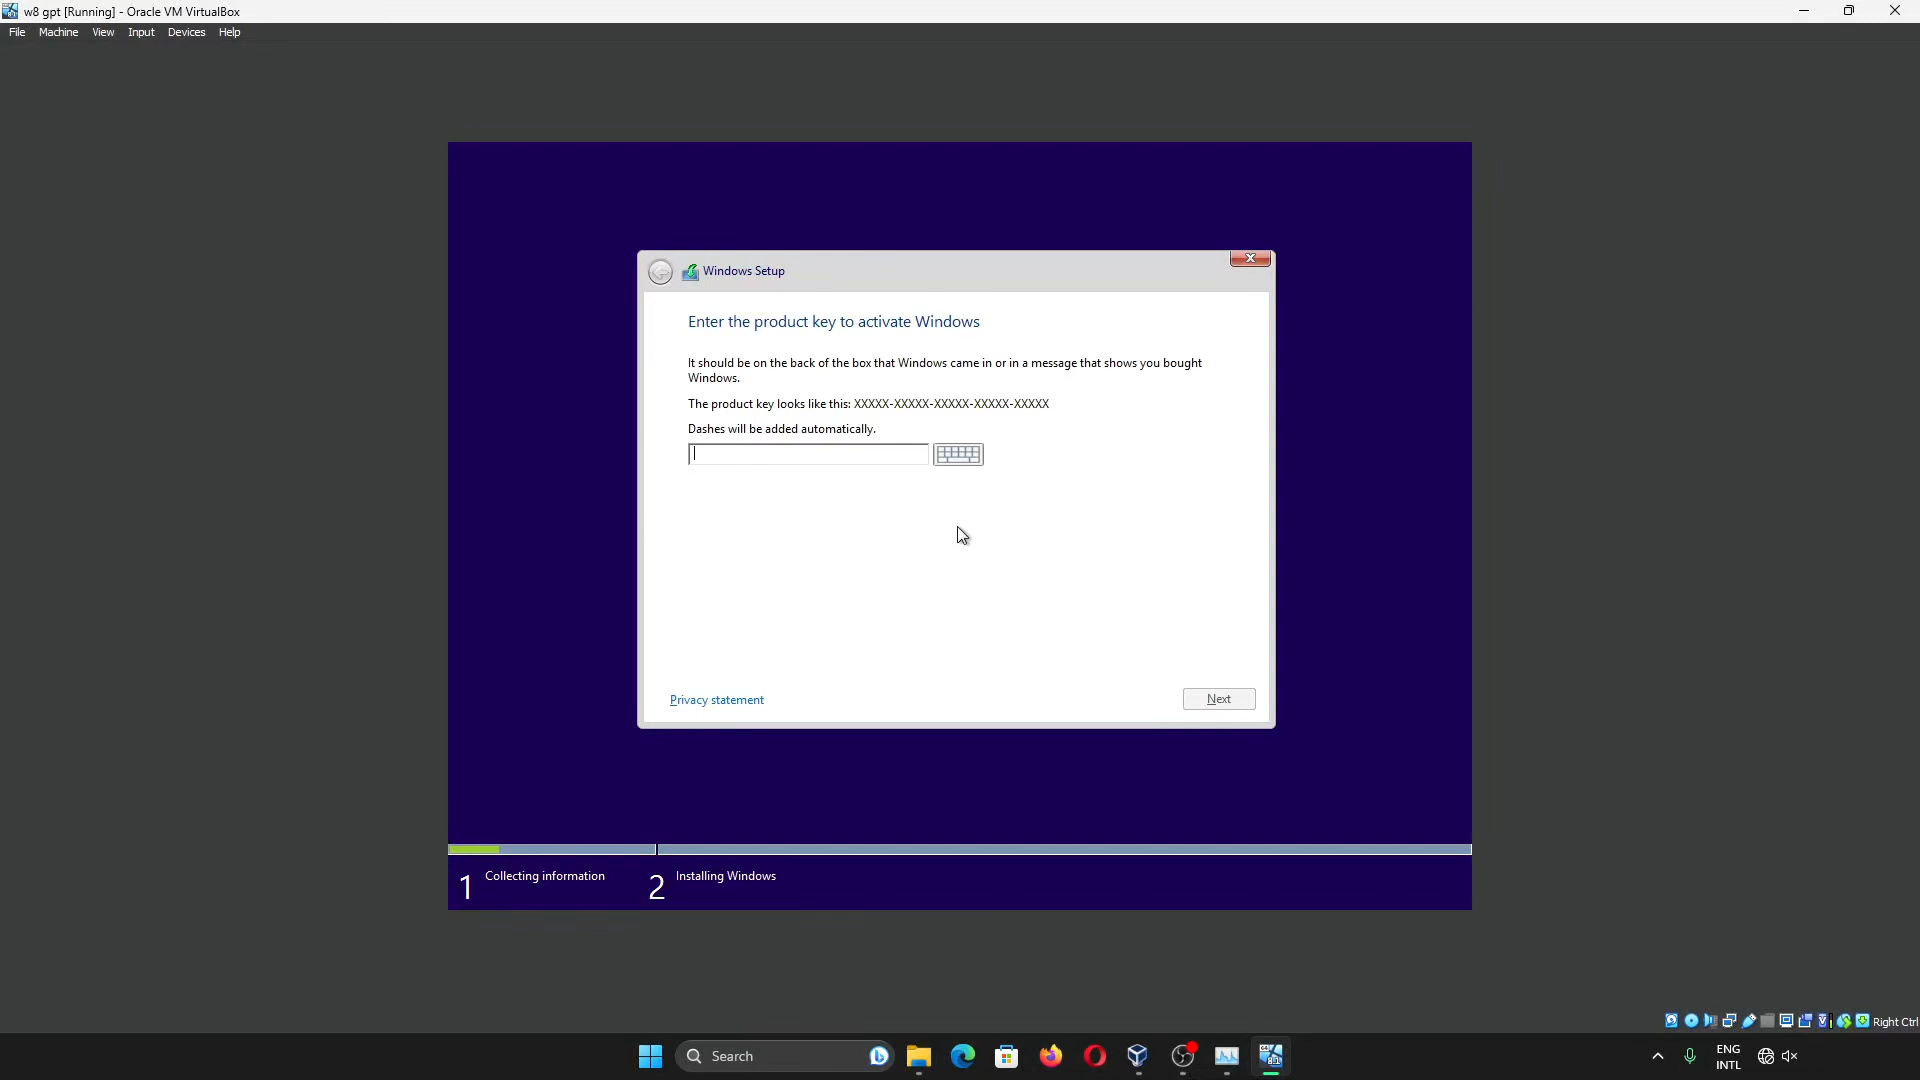 w8 gpt [Running] - Oracle VM VirtualBox
File Machine View Input Devices Help
Windows Setup
Enter the product key to activate Windows
It should be on the back of the box that Windows came in or in a message that shows you bought
Windows.
The product key looks like this: XXXXX-XXXXX-XXXXX-XXXXX-XXXXX
Dashes will be added automatically.
Privacy statement
Next
1 Collecting information
2 Installing Windows
Right Ctrl
Search
ENG
INTL